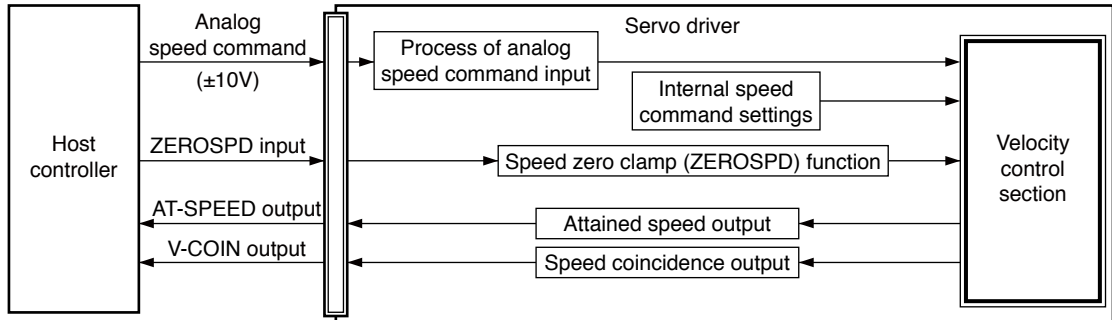 Host
controller
Analog
speed command
(±10V)
ZEROSPD input
AT-SPEED output
V-COIN output
Servo driver
Process of analog
speed command input
Internal speed
command settings
Speed zero clamp (ZEROSPD) function
Attained speed output
Speed coincidence output
Velocity
control
section